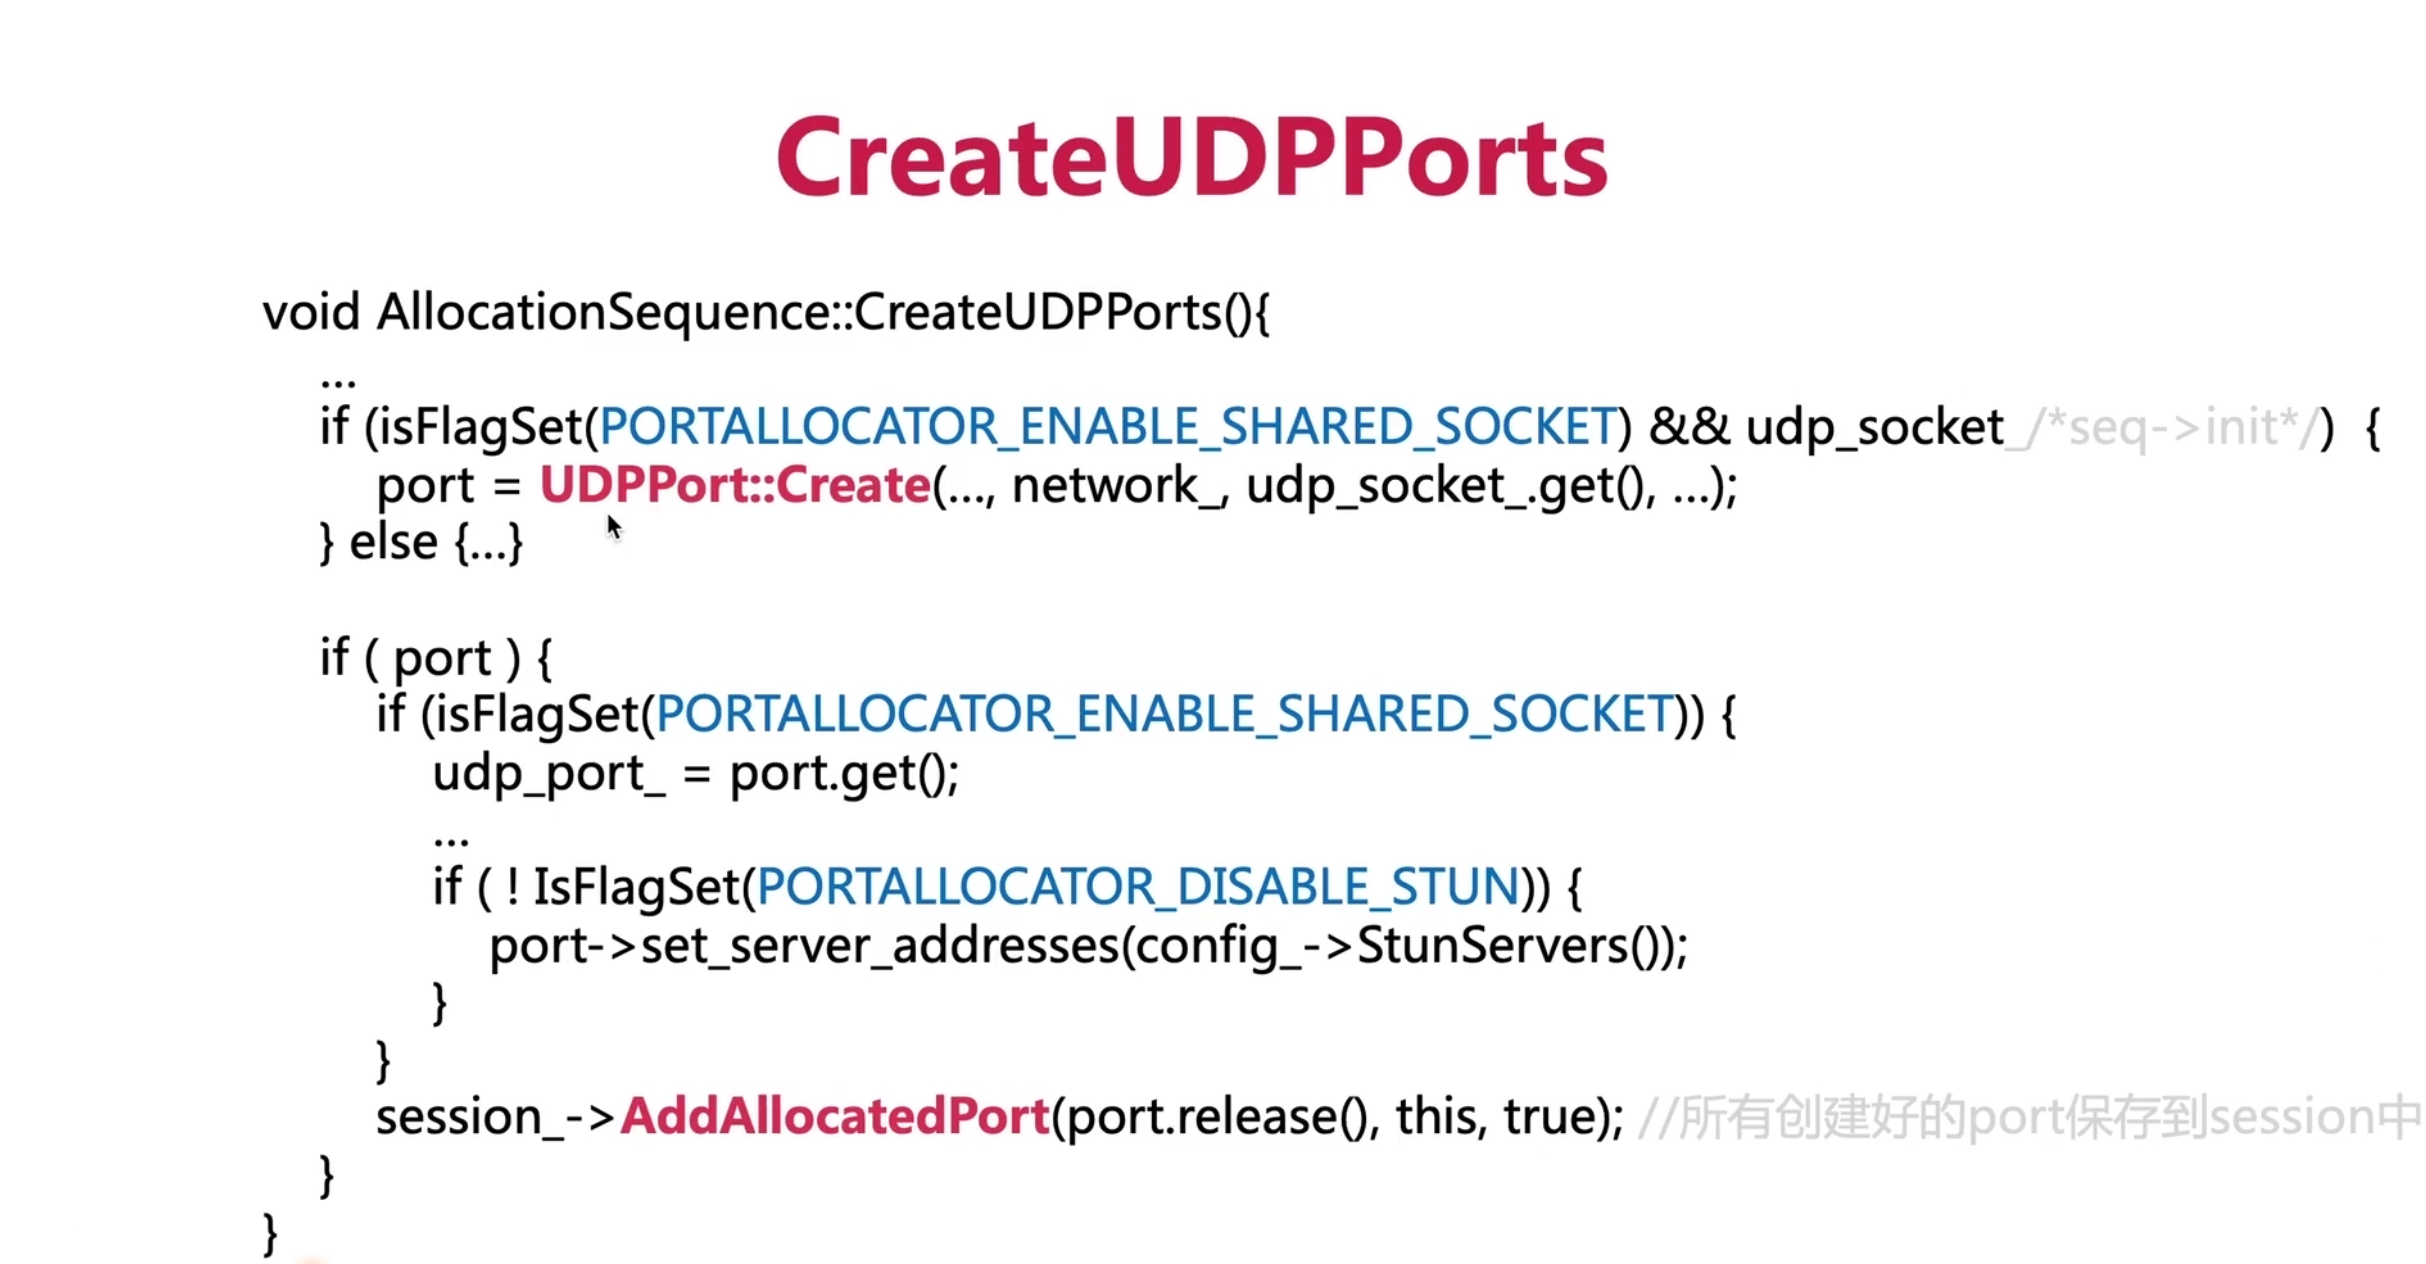 CreateUDPPorts
void AllocationSequence::CreateUDPPorts(){
...
if (isFlagSet(PORTALLOCATOR_ENABLE_SHARED_SOCKET) && udp_socket_/*seq->init*/) {
port = UDPPort::Create(..., network_, udp_socket_.get(), ...);
} else {...}
if ( port ) {
if (isFlagSet(PORTALLOCATOR_ENABLE_SHARED_SOCKET)) {
udp_port_ = port.get();
...
if ( ! IsFlagSet(PORTALLOCATOR_DISABLE_STUN)) {
port->set_server_addresses(config_->StunServers());
}
}
session_->AddAllocatedPort(port.release(), this, true); //所有创建好的port保存到session中
}
}